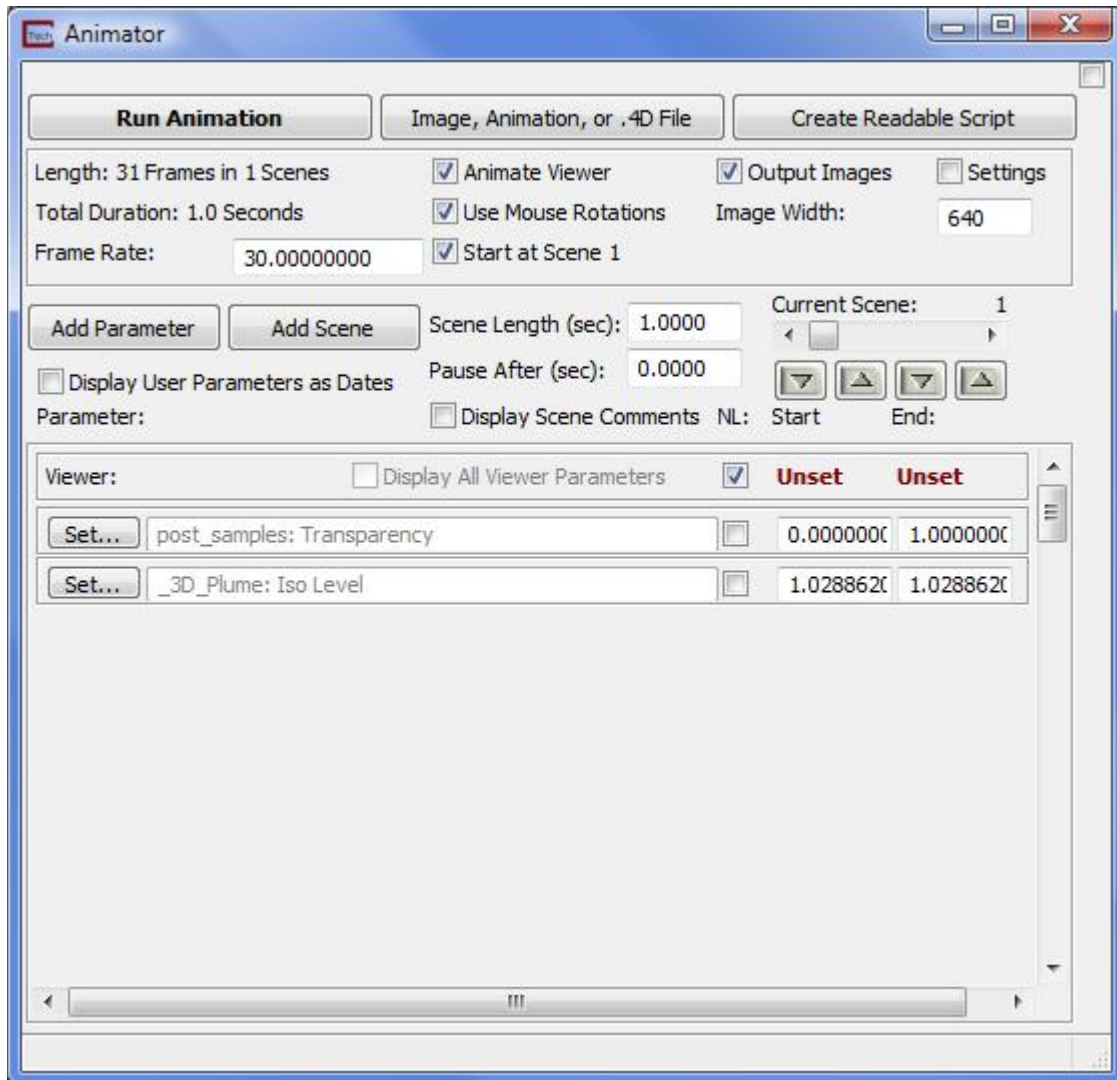 Tech Animator
Run Animation Image, Animation, or .4D File Create Readable Script
Length: 31 Frames in 1 Scenes Animate Viewer Output Images Settings
Total Duration: 1.0 Seconds Use Mouse Rotations Image Width: 640
Frame Rate: 30.00000000 Start at Scene 1
Add Parameter Add Scene Scene Length (sec): 1.0000 Current Scene: 1
Display User Parameters as Dates Pause After (sec): 0.0000
Parameter: Display Scene Comments NL: Start End:
Viewer: Display All Viewer Parameters Unset Unset
Set... post_samples: Transparency 0.0000000 1.0000000
Set... _3D_Plume: Iso Level 1.028862 1.028862